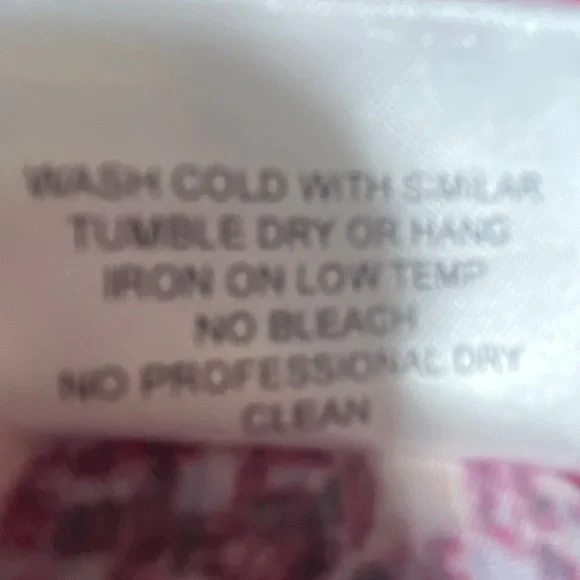 WASH COLD WITH SIMILAR
TUMBLE DRY OR HANG
IRON ON LOW TEMP
NO BLEACH
NO PROFESSIONAL DRY
CLEAN